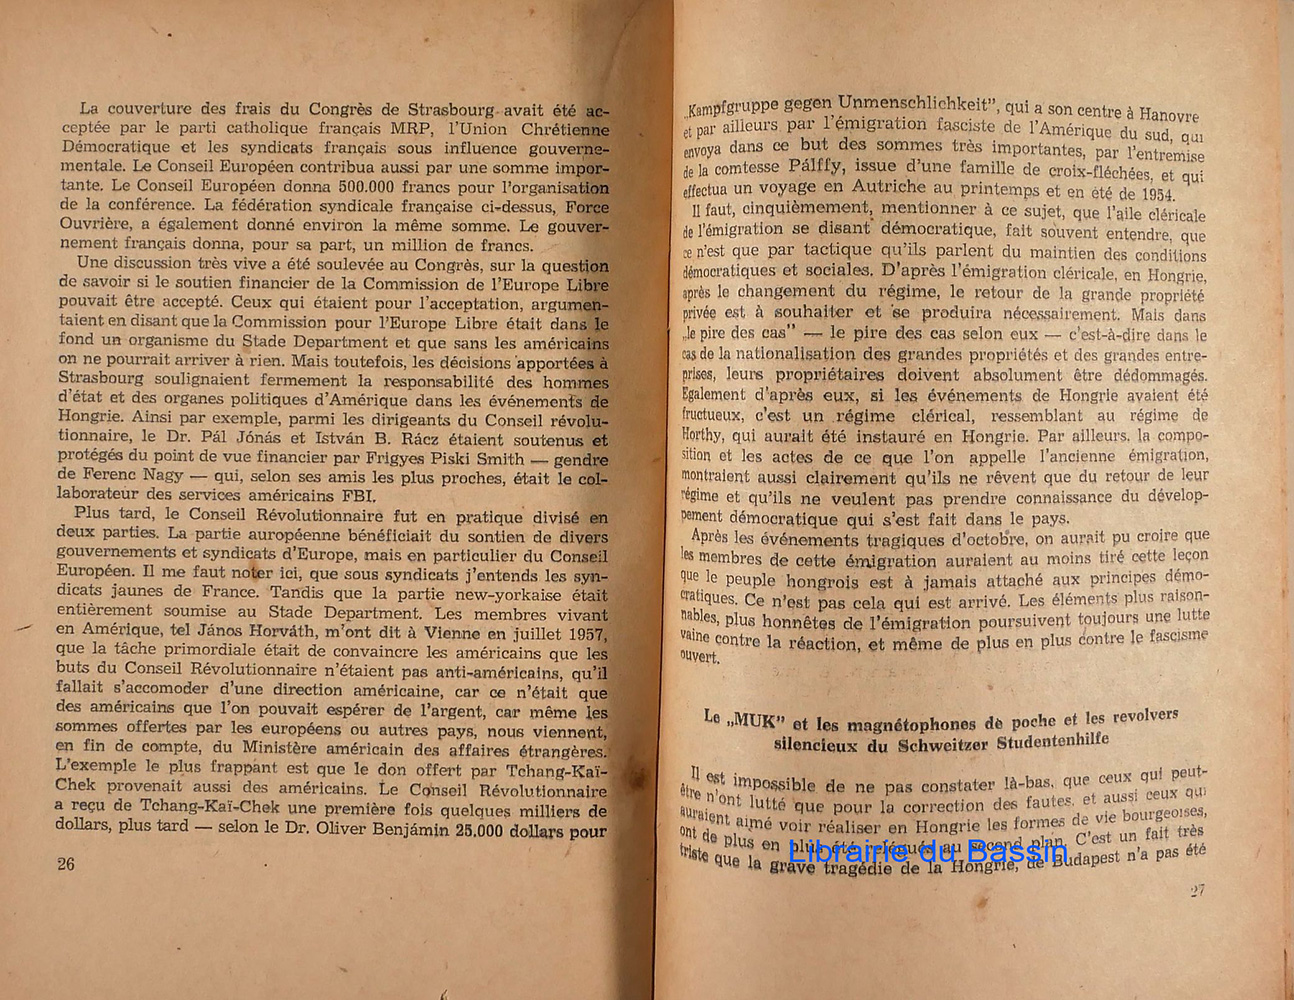 La couverture des frais du Congrès de Strasbourg avait été ac-
ceptée par le parti catholique français MRP, l'Union Chrétienne
Démocratique et les syndicats français sous influence gouverne-
mentale. Le Conseil Européen contribua aussi par une somme impor-
tante. Le Conseil Européen donna 500.000 francs pour l'organisation
de la conférence. La fédération syndicale française ci-dessus, Force
Ouvrière, a également donné environ la même somme. Le gouver-
nement français donna, pour sa part, un million de francs.
Une discussion très vive a été soulevée au Congrès, sur la question
de savoir si le soutien financier de la Commission de l'Europe Libre
pouvait être accepté. Ceux qui étaient pour l'acceptation, argumen-
taient en disant que la Commission pour l'Europe Libre était dans le
fond un organisme du Stade Department et que sans les américains
on ne pourrait arriver à rien. Mais toutefois, les décisions apportées à
Strasbourg soulignaient fermement la responsabilité des hommes
d'état et des organes politiques d'Amérique dans les événements de
Hongrie. Ainsi par exemple, parmi les dirigeants du Conseil révolu-
tionnaire, le Dr. Pál Jónás et István B. Rácz étaient soutenus et
protégés du point de vue financier par Frigyes Piski Smith — gendre
de Ferenc Nagy — qui, selon ses amis les plus proches, était le col-
laborateur des services américains FBI.
Plus tard, le Conseil Révolutionnaire fut en pratique divisé en
deux parties. La partie auropéenne bénéficiait du sontien de divers
gouvernements et syndicats d'Europe, mais en particulier du Conseil
Européen. Il me faut noter ici, que sous syndicats j'entends les syn-
dicats jaunes de France. Tandis que la partie new-yorkaise était
entièrement soumise au Stade Department. Les membres vivant
en Amérique, tel János Horváth, m'ont dit à Vienne en juillet 1957,
que la tâche primordiale était de convaincre les américains que les
buts du Conseil Révolutionnaire n'étaient pas anti-américains, qu'il
fallait s'accomoder d'une direction américaine, car ce n'était que
des américains que l'on pouvait espérer de l'argent, car même les
sommes offertes par les européens ou autres pays, nous viennent,
en fin de compte, du Ministère américain des affaires étrangères.
L'exemple le plus frappant est que le don offert par Tchang-Kaï-
Chek provenait aussi des américains. Le Conseil Révolutionnaire
a reçu de Tchang-Kaï-Chek une première fois quelques milliers de
dollars, plus tard — selon le Dr. Oliver Benjámin 25.000 dollars pour
26
„Kampfgruppe gegen Unmenschlichkeit", qui a son centre à Hanovre
et par ailleurs par l'émigration fasciste de l'Amérique du sud, qui
envoya dans ce but des sommes très importantes, par l'entremise
de la comtesse Pálffy, issue d'une famille de croix-fléchées, et qui
effectua un voyage en Autriche au printemps et en été de 1954.
Il faut, cinquièmement, mentionner à ce sujet, que l'aile cléricale
de l'émigration se disant démocratique, fait souvent entendre, que
ce n'est que par tactique qu'ils parlent du maintien des conditions
démocratiques et sociales. D'après l'émigration cléricale, en Hongrie,
après le changement du régime, le retour de la grande propriété
privée est à souhaiter et se produira nécessairement. Mais dans
„le pire des cas" — le pire des cas selon eux — c'est-à-dire dans le
cas de la nationalisation des grandes propriétés et des grandes entre-
prises, leurs propriétaires doivent absolument être dédommagés.
Egalement d'après eux, si les événements de Hongrie avaient été
fructueux, c'est un régime clérical, ressemblant au régime de
Horthy, qui aurait été instauré en Hongrie. Par ailleurs, la compo-
sition et les actes de ce que l'on appelle l'ancienne émigration,
montraient aussi clairement qu'ils ne rêvent que du retour de leur
régime et qu'ils ne veulent pas prendre connaissance du dévelop-
pement démocratique qui s'est fait dans le pays.
Après les événements tragiques d'octobre, on aurait pu croire que
les membres de cette émigration auraient au moins tiré cette leçon
que le peuple hongrois est à jamais attaché aux principes démo-
cratiques. Ce n'est pas cela qui est arrivé. Les éléments plus raison-
nables, plus honnêtes de l'émigration poursuivent toujours une lutte
vaine contre la réaction, et même de plus en plus contre le fascisme
ouvert.
Le „MUK" et les magnétophones de poche et les revolvers
silencieux du Schweitzer Studentenhilfe
Il est impossible de ne pas constater là-bas, que ceux qui peut-
être n'ont lutté que pour la correction des fautes, et aussi ceux qui
auraient aimé voir réaliser en Hongrie les formes de vie bourgeoises,
ont de plus en plus été relégués au second plan. C'est un fait très
triste que la grave tragédie de la Hongrie, de Budapest n'a pas été
27
Librairie du Bassin